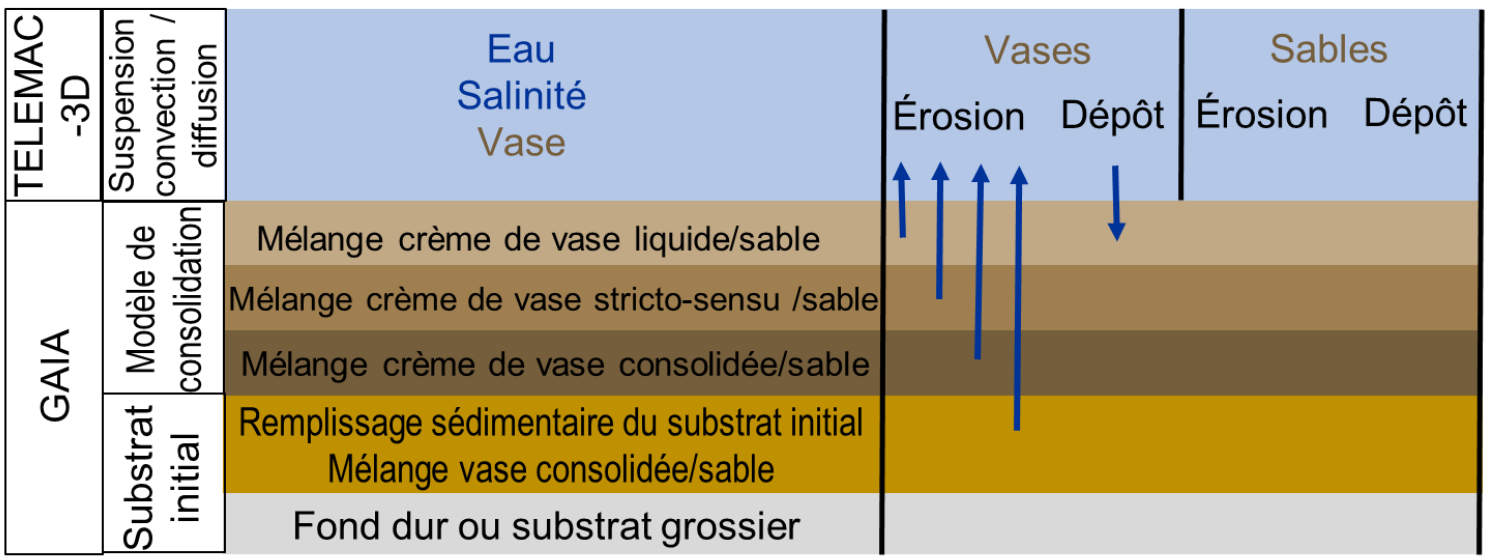 TELEMAC
-3D
Suspension
convection /
diffusion
Eau
Salinité
Vase
Vases
Érosion Dépôt
Sables
Érosion Dépôt
GAIA
Modèle de
consolidation
Mélange crème de vase liquide/sable
Mélange crème de vase stricto-sensu /sable
Mélange crème de vase consolidée/sable
Substrat
initial
Remplissage sédimentaire du substrat initial
Mélange vase consolidée/sable
Fond dur ou substrat grossier